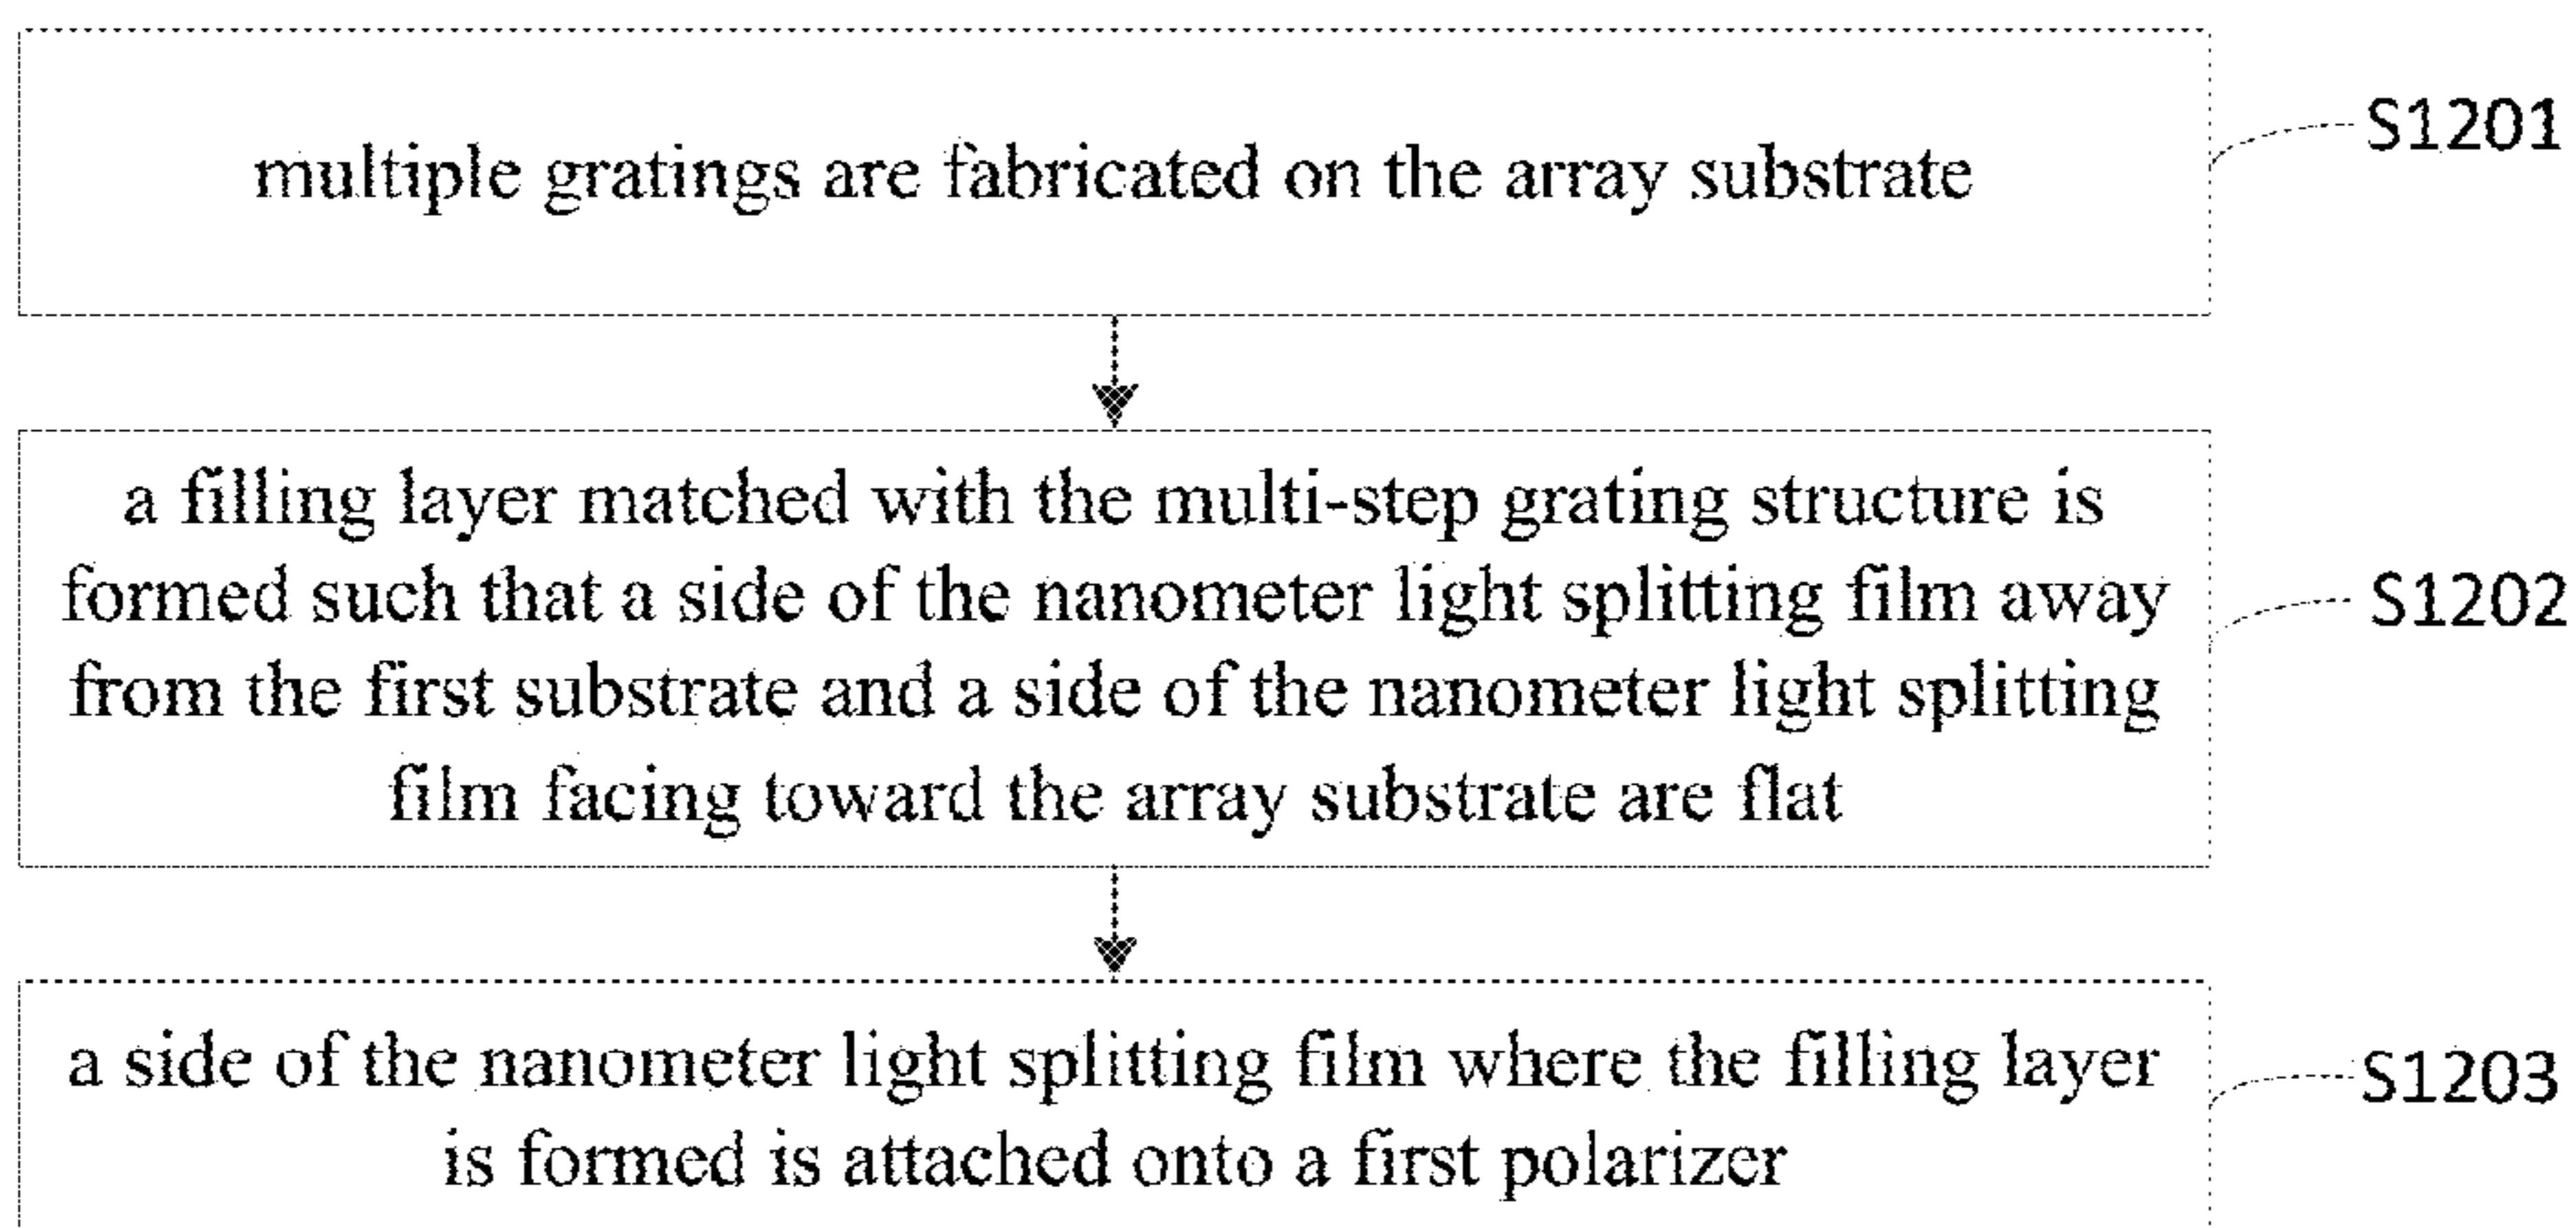 multiple gratings are fabricated on the array substrate
S1201
a filling layer matched with the multi-step grating structure is
formed such that a side of the nanometer light splitting film away
from the first substrate and a side of the nanometer light splitting
film facing toward the array substrate are flat
S1202
a side of the nanometer light splitting film where the filling layer
is formed is attached onto a first polarizer
S1203